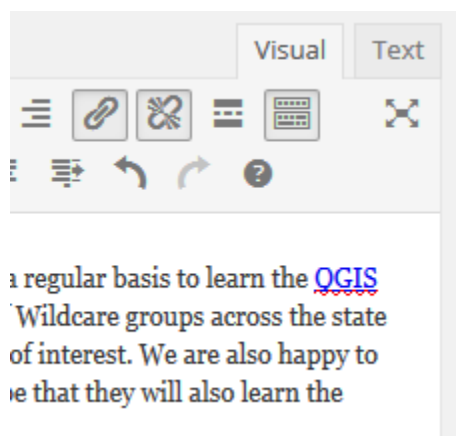 Visual Text
a regular basis to learn the QGIS
Wildcare groups across the state
of interest. We are also happy to
that they will also learn the